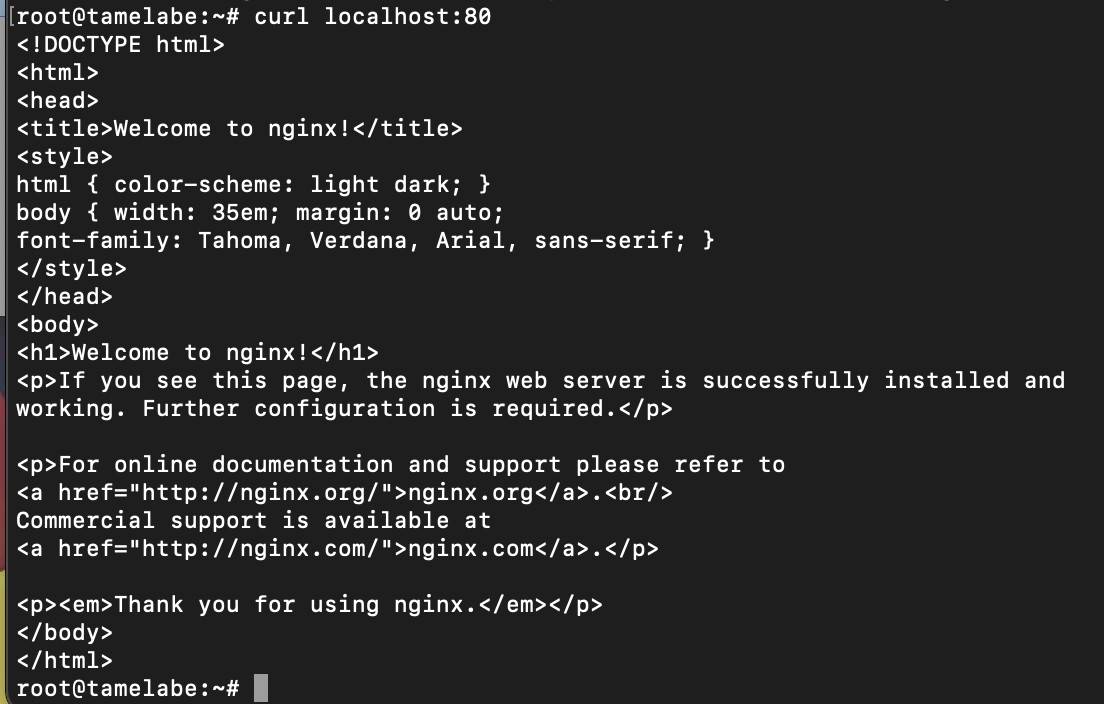 [root@tamelabe:~# curl localhost:80
<!DOCTYPE html>
<html>
<head>
<title>Welcome to nginx!</title>
<style>
html { color-scheme: light dark; }
body { width: 35em; margin: 0 auto;
font-family: Tahoma, Verdana, Arial, sans-serif; }
</style>
</head>
<body>
<h1>Welcome to nginx!</h1>
<p>If you see this page, the nginx web server is successfully installed and
working. Further configuration is required.</p>

<p>For online documentation and support please refer to
<a href="http://nginx.org/">nginx.org</a>.<br/>
Commercial support is available at
<a href="http://nginx.com/">nginx.com</a>.</p>

<p><em>Thank you for using nginx.</em></p>
</body>
</html>
root@tamelabe:~#